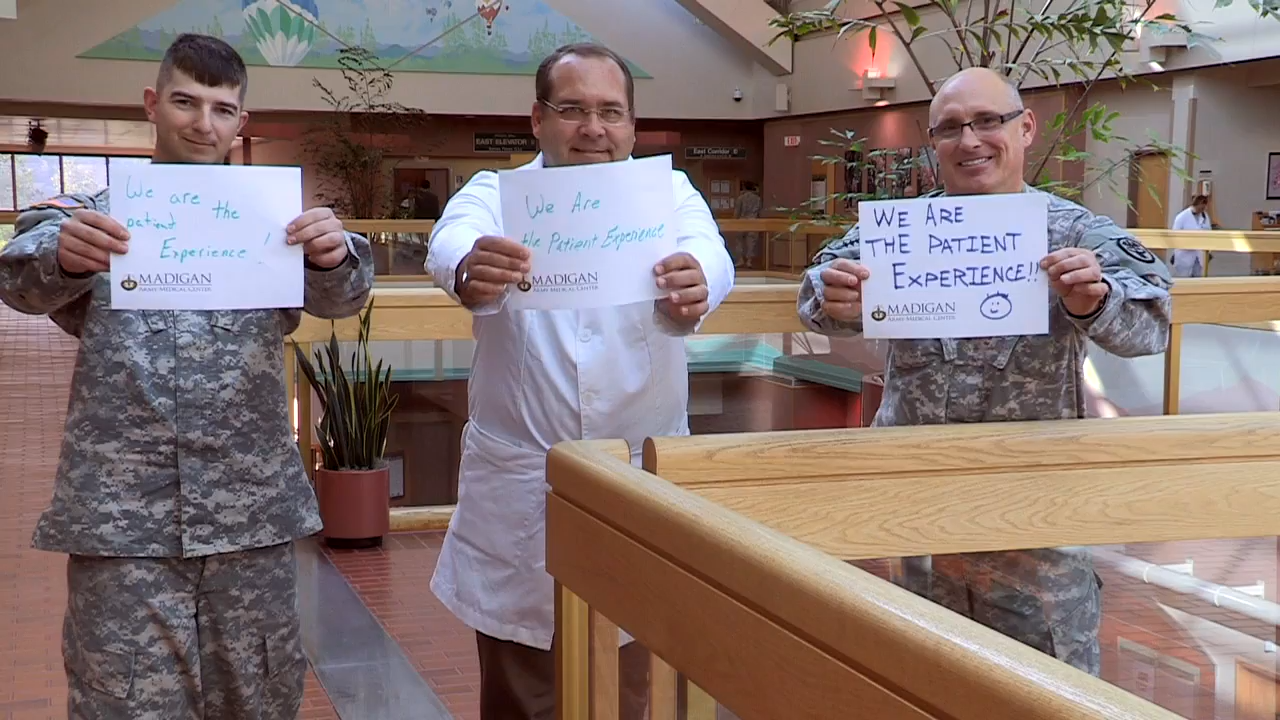 EAST ELEVATOR
East Corridor
EXIT
We are the
patient
Experience!
MADIGAN
ARMY MEDICAL CENTER
We Are
the Patient Experience
MADIGAN
ARMY MEDICAL CENTER
WE ARE
THE PATIENT
EXPERIENCE!!
MADIGAN
ARMY MEDICAL CENTER